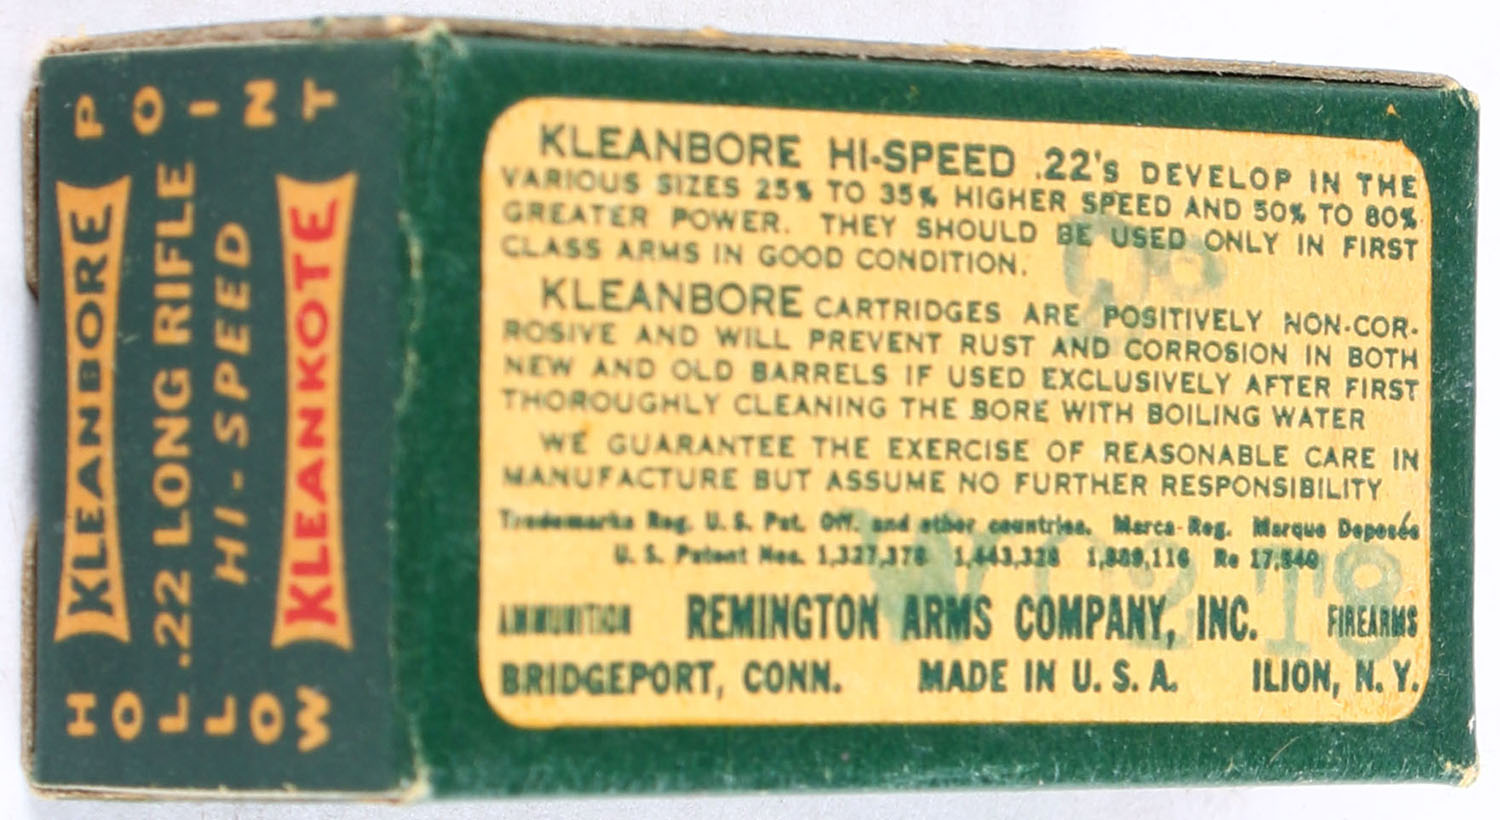 HOLLOW POINT
KLEANBORE
.22 LONG RIFLE
HI-SPEED
KLEANKOTE
KLEANBORE HI-SPEED .22's DEVELOP IN THE
VARIOUS SIZES 25% TO 35% HIGHER SPEED AND 50% TO 80%
GREATER POWER. THEY SHOULD BE USED ONLY IN FIRST
CLASS ARMS IN GOOD CONDITION.
KLEANBORE CARTRIDGES ARE POSITIVELY NON-COR-
ROSIVE AND WILL PREVENT RUST AND CORROSION IN BOTH
NEW AND OLD BARRELS IF USED EXCLUSIVELY AFTER FIRST
THOROUGHLY CLEANING THE BORE WITH BOILING WATER
WE GUARANTEE THE EXERCISE OF REASONABLE CARE IN
MANUFACTURE BUT ASSUME NO FURTHER RESPONSIBILITY
Trademarks Reg. U. S. Pat. Off. and other countries. Marca Reg. Marque Deposée
U. S. Patent Nos. 1,327,378 1,443,328 1,889,116 Re 17,540
AMMUNITION REMINGTON ARMS COMPANY, INC. FIREARMS
BRIDGEPORT, CONN. MADE IN U. S. A. ILION, N. Y.